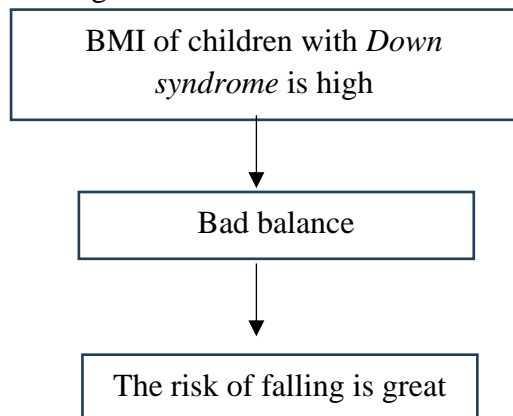 BMI of children with Down
syndrome is high
Bad balance
The risk of falling is great